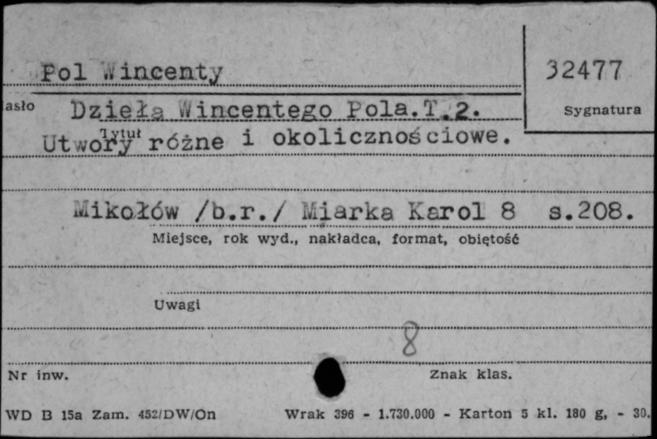 Pol Wincenty
32477
asło
Dzieła Wincentego Pola.T.2.
Sygnatura
Tytuł
Utwory różne i okolicznościowe.
Mikołów /b.r./ Miarka Karol 8 s.208.
Miejsce, rok wyd., nakładca, format, obiętość
Uwagi
8
Nr inw.
Znak klas.
WD B 15a Zam. 452/DW/On Wrak 396 - 1.730.000 - Karton 5 kl. 180 g, - 30.